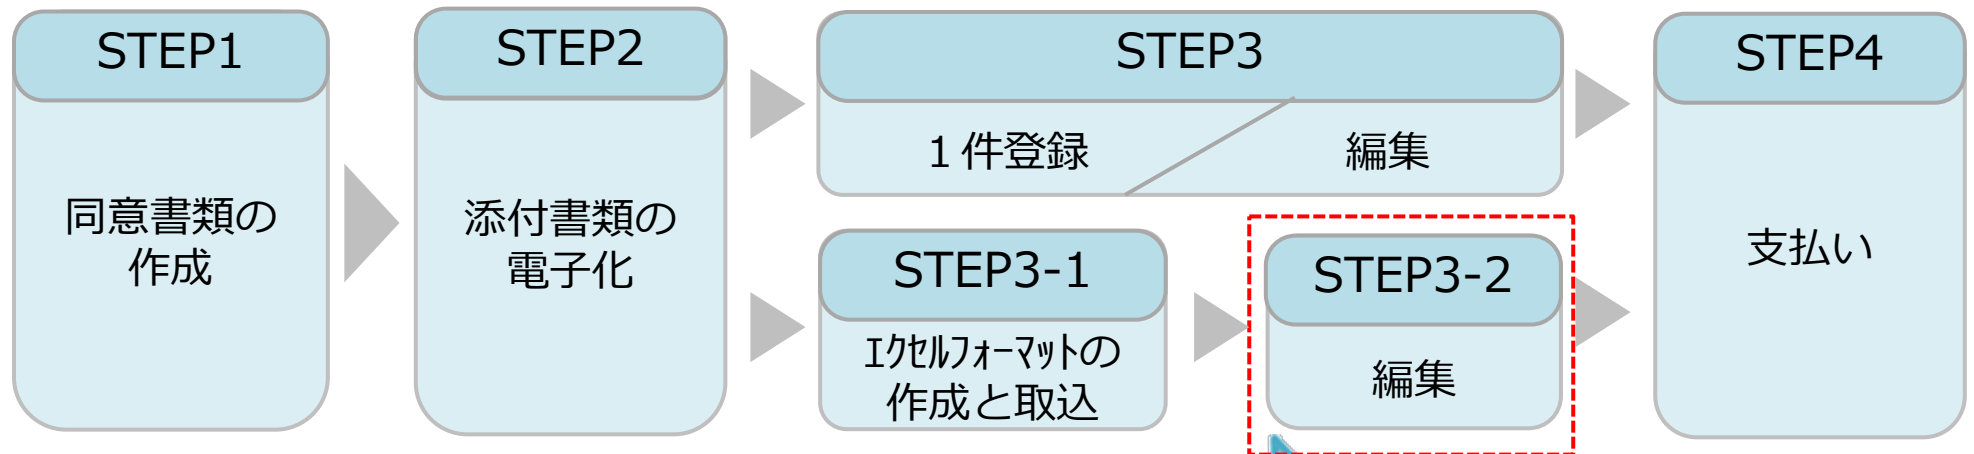 STEP1
同意書類の
作成
STEP2
添付書類の
電子化
STEP3
１件登録
編集
STEP3-1
ｴｸｾﾙﾌｫｰﾏｯﾄの
作成と取込
STEP3-2
編集
STEP4
支払い